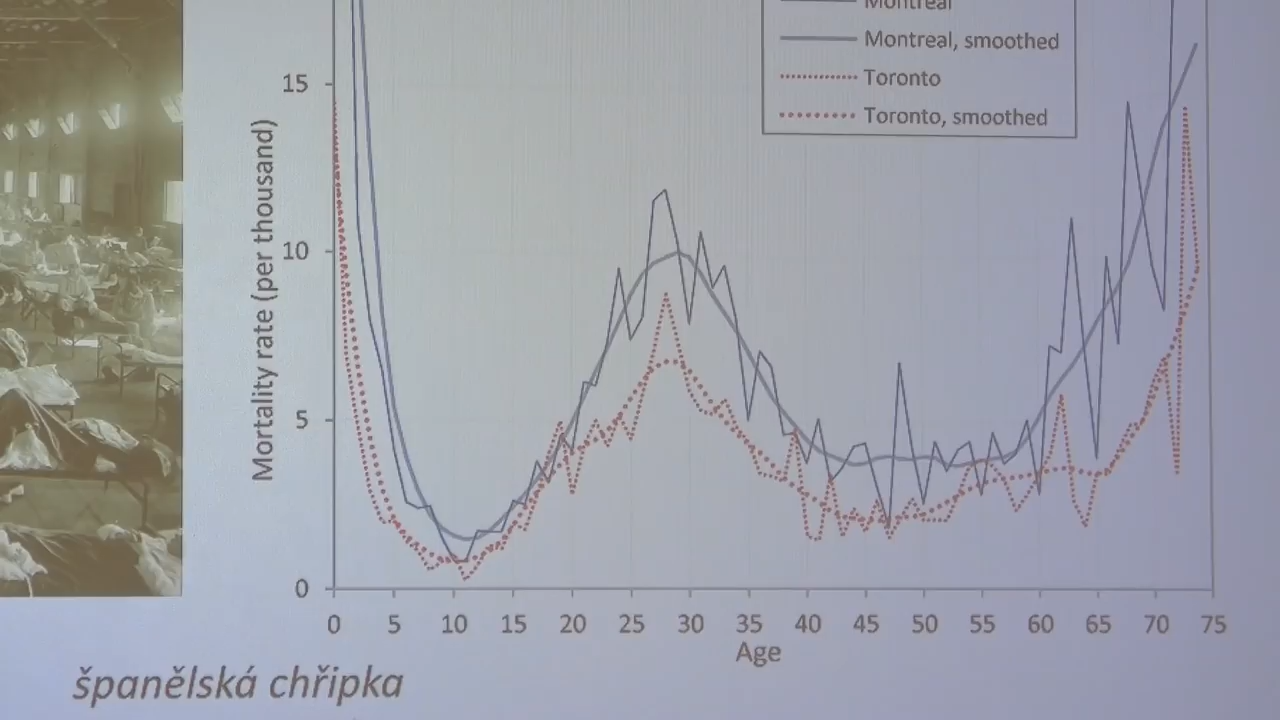 Montreal
Montreal, smoothed
Toronto
Toronto, smoothed
15
10
5
0
Mortality rate (per thousand)
0 5 10 15 20 25 30 35 40 45 50 55 60 65 70 75
Age
španělská chřipka